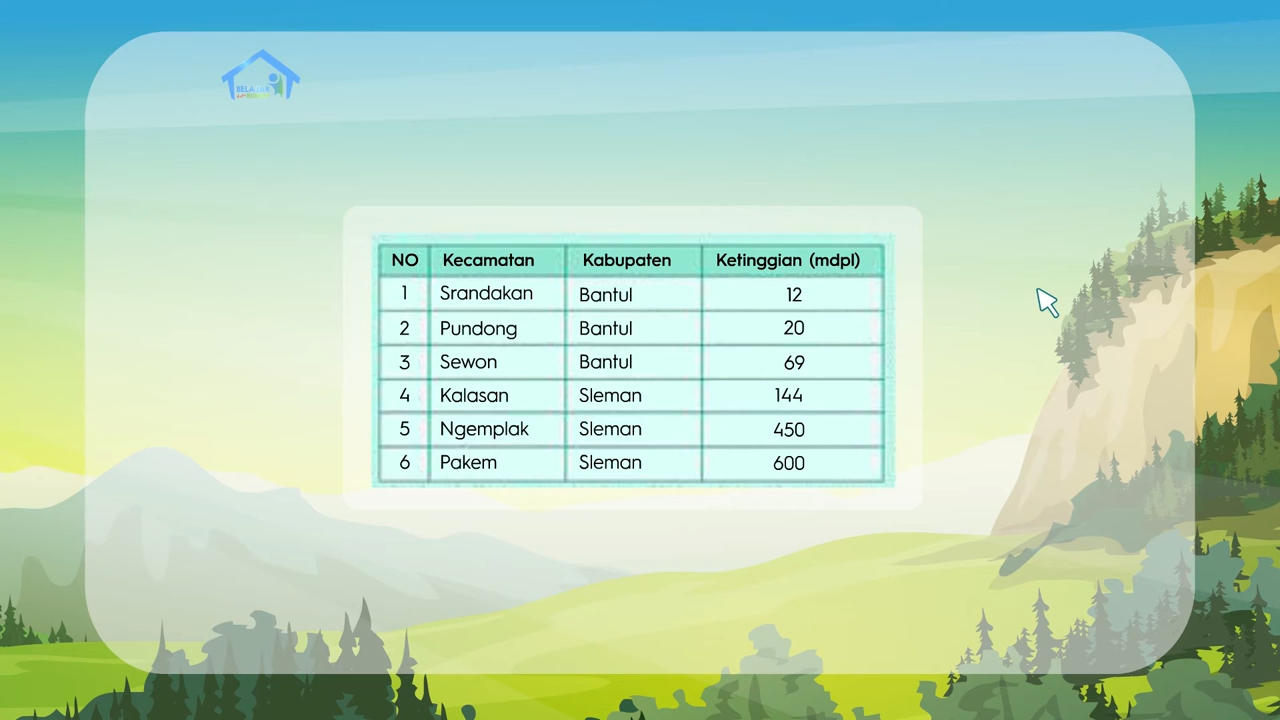 BELAJAR
NO Kecamatan Kabupaten Ketinggian (mdpl)
1 Srandakan Bantul 12
2 Pundong Bantul 20
3 Sewon Bantul 69
4 Kalasan Sleman 144
5 Ngemplak Sleman 450
6 Pakem Sleman 600